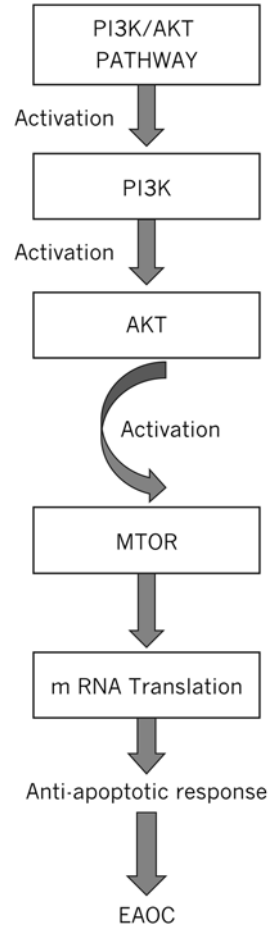 PI3K/AKT
PATHWAY
Activation
PI3K
Activation
AKT
Activation
MTOR
m RNA Translation
Anti-apoptotic response
EAOC